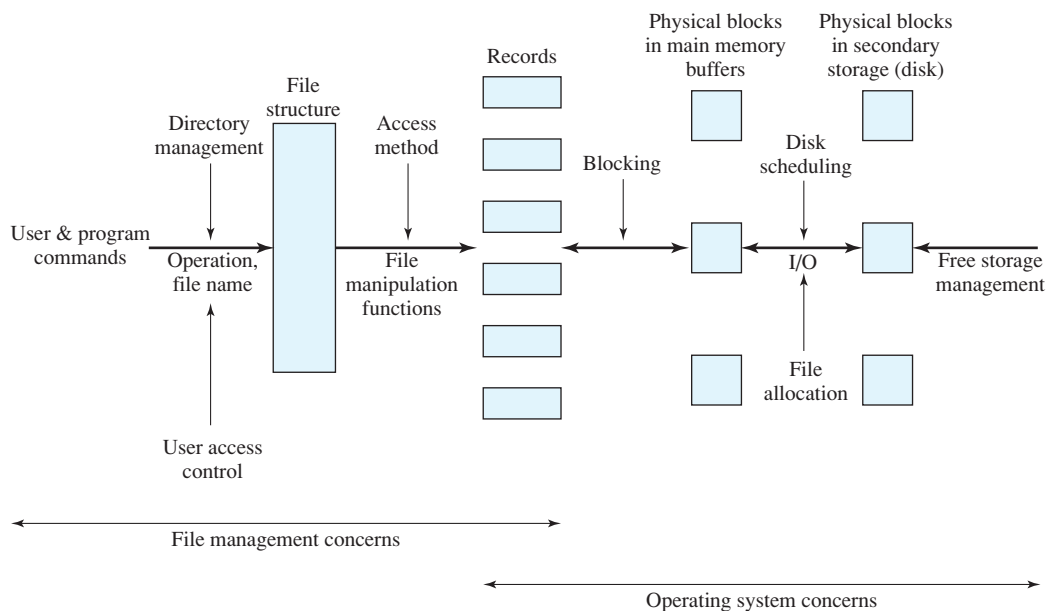 Physical blocks
in main memory
buffers
Physical blocks
in secondary
storage (disk)
Records
File
structure
Directory
management
Access
method
Blocking
Disk
scheduling
User & program
commands
Operation,
file name
File
manipulation
functions
I/O
Free storage
management
File
allocation
User access
control
File management concerns
Operating system concerns